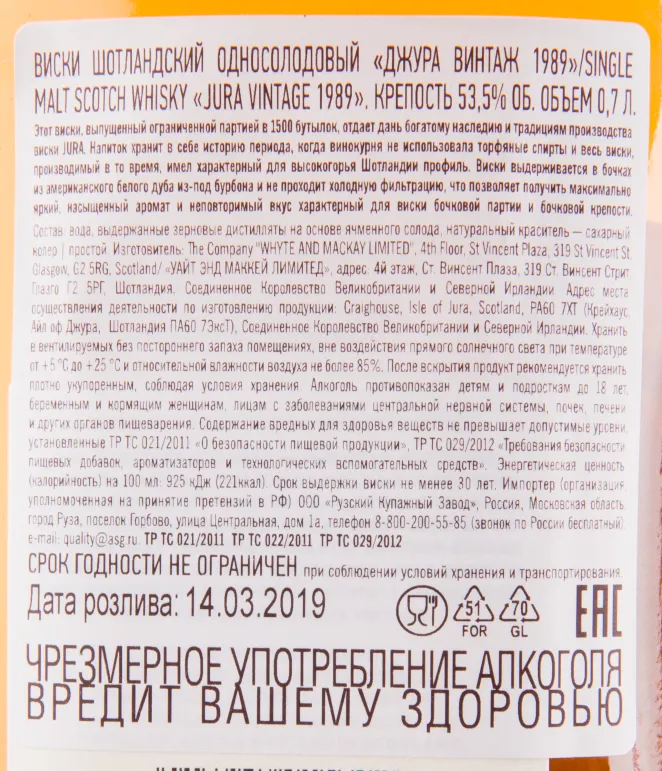 ВИСКИ ШОТЛАНДСКИЙ ОДНОСОЛОДОВЫЙ «ДЖУРА ВИНТАЖ 1989»/SINGLE
MALT SCOTCH WHISKY «JURA VINTAGE 1989». КРЕПОСТЬ 53,5% ОБ. ОБЪЕМ 0,7 Л.
Этот виски, выпущенный ограниченной партией в 1500 бутылок, отдает дань богатому наследию и традициям производства
виски JURA. Напиток хранит в себе историю периода, когда винокурня не использовала торфяные спирты и весь виски,
производимый в то время, имел характерный для высокогорья Шотландии профиль. Виски выдерживается в бочках
из американского белого дуба из-под бурбона и не проходит холодную фильтрацию, что позволяет получить максимально
яркий, насыщенный аромат и неповторимый вкус характерный для виски бочковой партии и бочковой крепости.
Состав: вода, выдержанные зерновые дистилляты на основе ячменного солода, натуральный краситель – сахарный
колер I простой. Изготовитель: The Company "WHYTE AND MACKAY LIMITED", 4th Floor, St Vincent Plaza, 319 St Vincent St,
Glasgow, G2 5RG, Scotland/ «УАЙТ ЭНД МАККЕЙ ЛИМИТЕД», адрес: 4й этаж, Ст. Винсент Плаза, 319 Ст. Винсент Стрит
Глазго Г2 5РГ, Шотландия, Соединенное Королевство Великобритании и Северной Ирландии. Адрес места
осуществления деятельности по изготовлению продукции: Craighouse, Isle of Jura, Scotland, PA60 7XT (Крейхаус,
Айл оф Джура, Шотландия ПА60 7ЭксТ), Соединенное Королевство Великобритании и Северной Ирландии. Хранить
в вентилируемых без постороннего запаха помещениях, вне воздействия прямого солнечного света при температуре
от +5 °С до +25 °С и относительной влажности воздуха не более 85%. После вскрытия продукт рекомендуется хранить
плотно укупоренным, соблюдая условия хранения. Алкоголь противопоказан детям и подросткам до 18 лет,
беременным и кормящим женщинам, лицам с заболеваниями центральной нервной системы, почек, печени
и других органов пищеварения. Содержание вредных для здоровья веществ не превышает допустимые уровни,
установленные ТР ТС 021/2011 «О безопасности пищевой продукции», ТР ТС 029/2012 «Требования безопасности
пищевых добавок, ароматизаторов и технологических вспомогательных средств». Энергетическая ценность
(калорийность) на 100 мл: 925 кДж (221ккал). Срок выдержки виски не менее 30 лет. Импортер (организация,
уполномоченная на принятие претензий в РФ) ООО «Рузский Купажный Завод», Россия, Московская область,
город Руза, поселок Горбово, улица Центральная, дом 1а, телефон 8-800-200-55-85 (звонок по России бесплатный)
e-mail: quality@asg.ru. ТР ТС 021/2011 ТР ТС 022/2011 ТР ТС 029/2012
СРОК ГОДНОСТИ НЕ ОГРАНИЧЕН при соблюдении условий хранения и транспортирования.
Дата розлива: 14.03.2019
51 FOR 70 GL EAC
ЧРЕЗМЕРНОЕ УПОТРЕБЛЕНИЕ АЛКОГОЛЯ
ВРЕДИТ ВАШЕМУ ЗДОРОВЬЮ